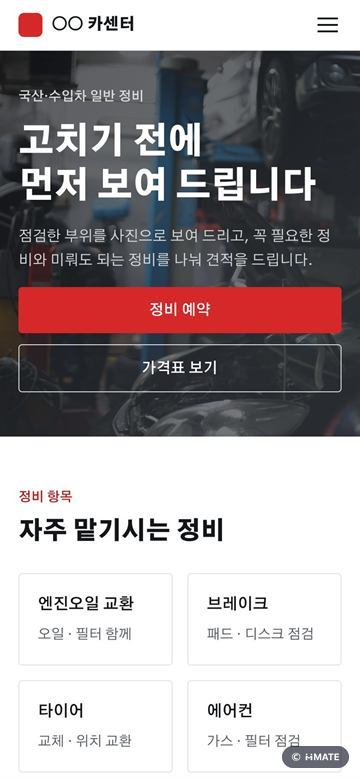 ○○ 카센터
국산·수입차 일반 정비
고치기 전에
먼저 보여 드립니다
점검한 부위를 사진으로 보여 드리고, 꼭 필요한 정
비와 미뤄도 되는 정비를 나눠 견적을 드립니다.
정비 예약
가격표 보기
정비 항목
자주 맡기시는 정비
엔진오일 교환
오일 · 필터 함께
브레이크
패드 · 디스크 점검
타이어
교체 · 위치 교환
에어컨
가스 · 필터 점검
© HMATE